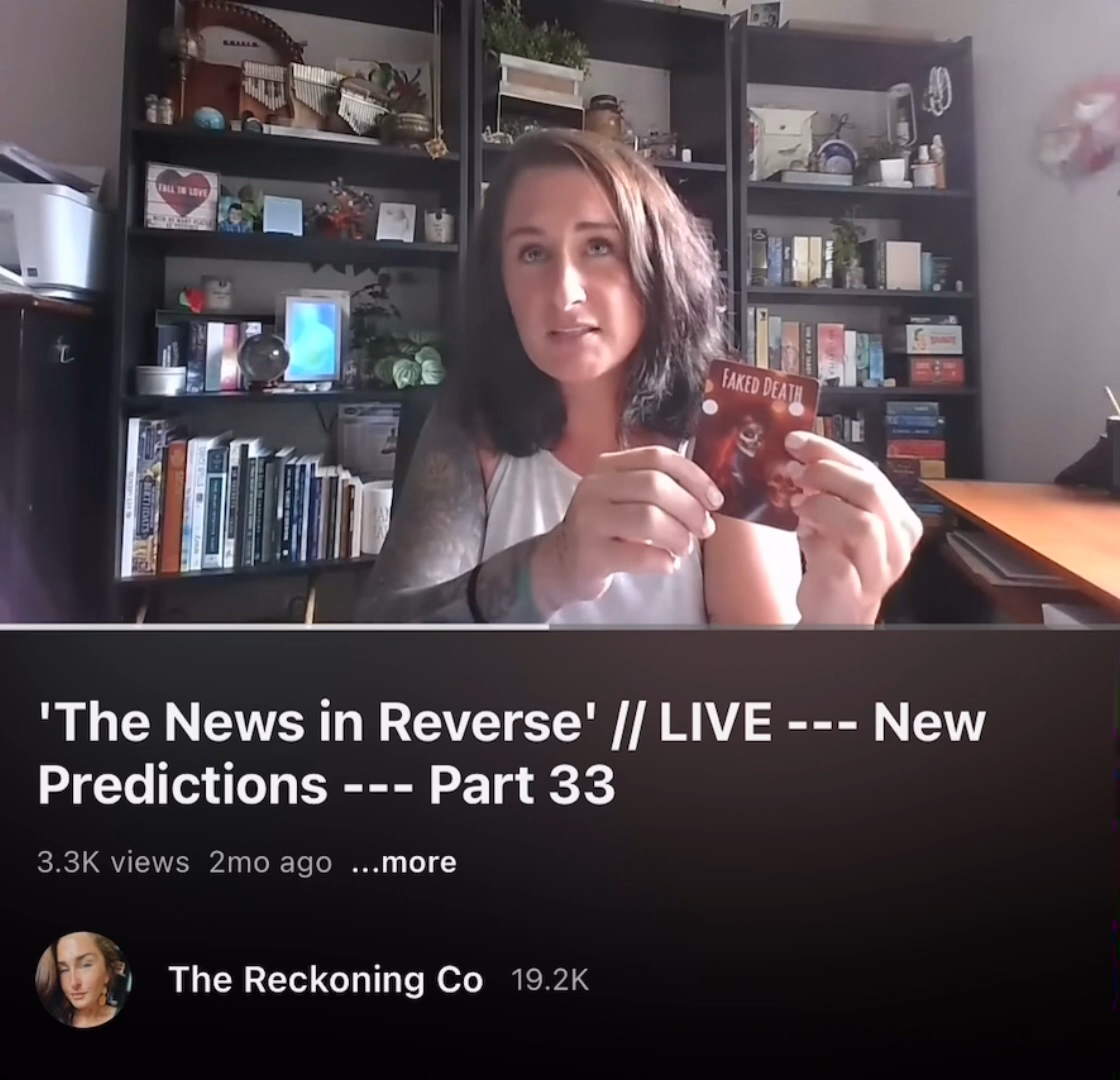 FALL IN LOVE
FAKED DEATH
'The News in Reverse' // LIVE --- New
Predictions --- Part 33
3.3K views 2mo ago ...more
The Reckoning Co 19.2K